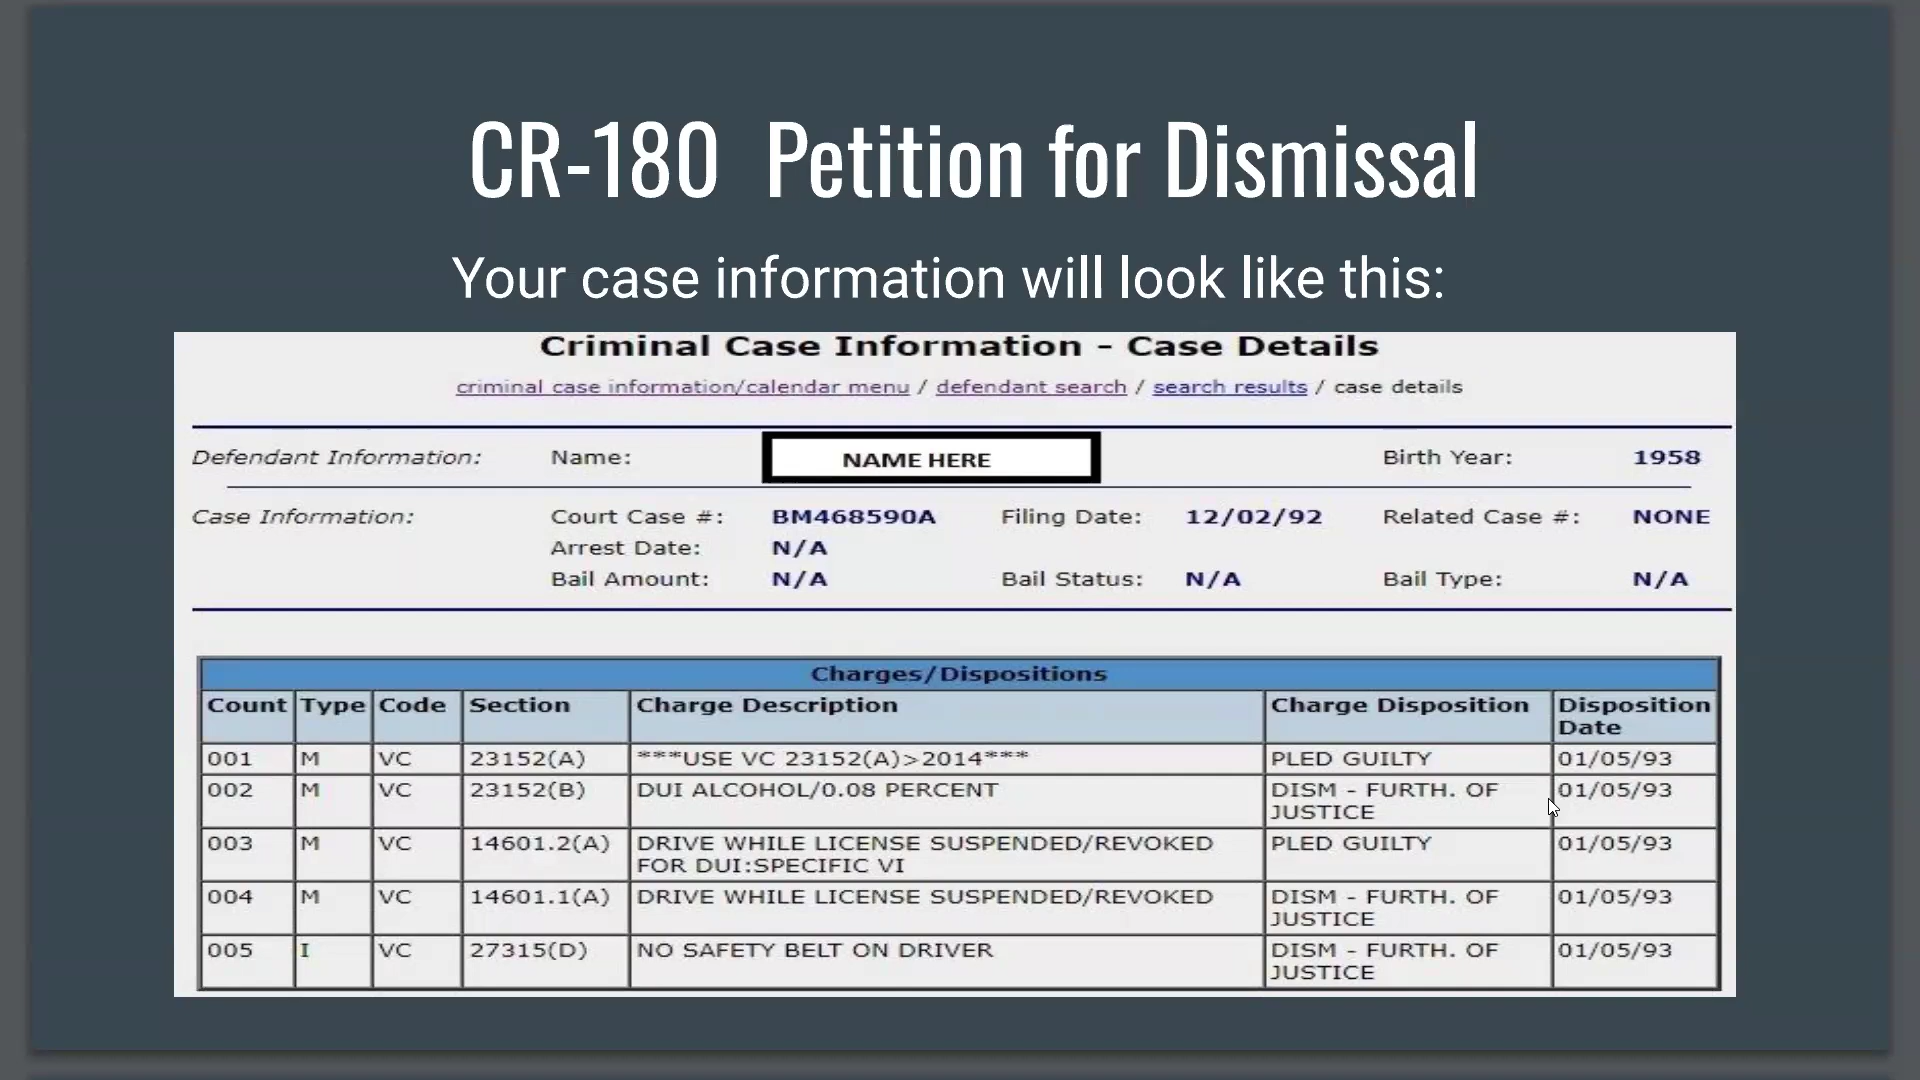 CR-180 Petition for Dismissal
Your case information will look like this:
Criminal Case Information - Case Details
criminal case information/calendar menu / defendant search / search results / case details
Defendant Information: Name: NAME HERE Birth Year: 1958
Case Information: Court Case #: BM468590A Filing Date: 12/02/92 Related Case #: NONE
Arrest Date: N/A
Bail Amount: N/A Bail Status: N/A Bail Type: N/A
Charges/Dispositions
Count Type Code Section Charge Description Charge Disposition Disposition
Date
001 M VC 23152(A) ***USE VC 23152(A)>2014*** PLED GUILTY 01/05/93
002 M VC 23152(B) DUI ALCOHOL/0.08 PERCENT DISM - FURTH. OF 01/05/93
JUSTICE
003 M VC 14601.2(A) DRIVE WHILE LICENSE SUSPENDED/REVOKED PLED GUILTY 01/05/93
FOR DUI:SPECIFIC VI
004 M VC 14601.1(A) DRIVE WHILE LICENSE SUSPENDED/REVOKED DISM - FURTH. OF 01/05/93
JUSTICE
005 I VC 27315(D) NO SAFETY BELT ON DRIVER DISM - FURTH. OF 01/05/93
JUSTICE